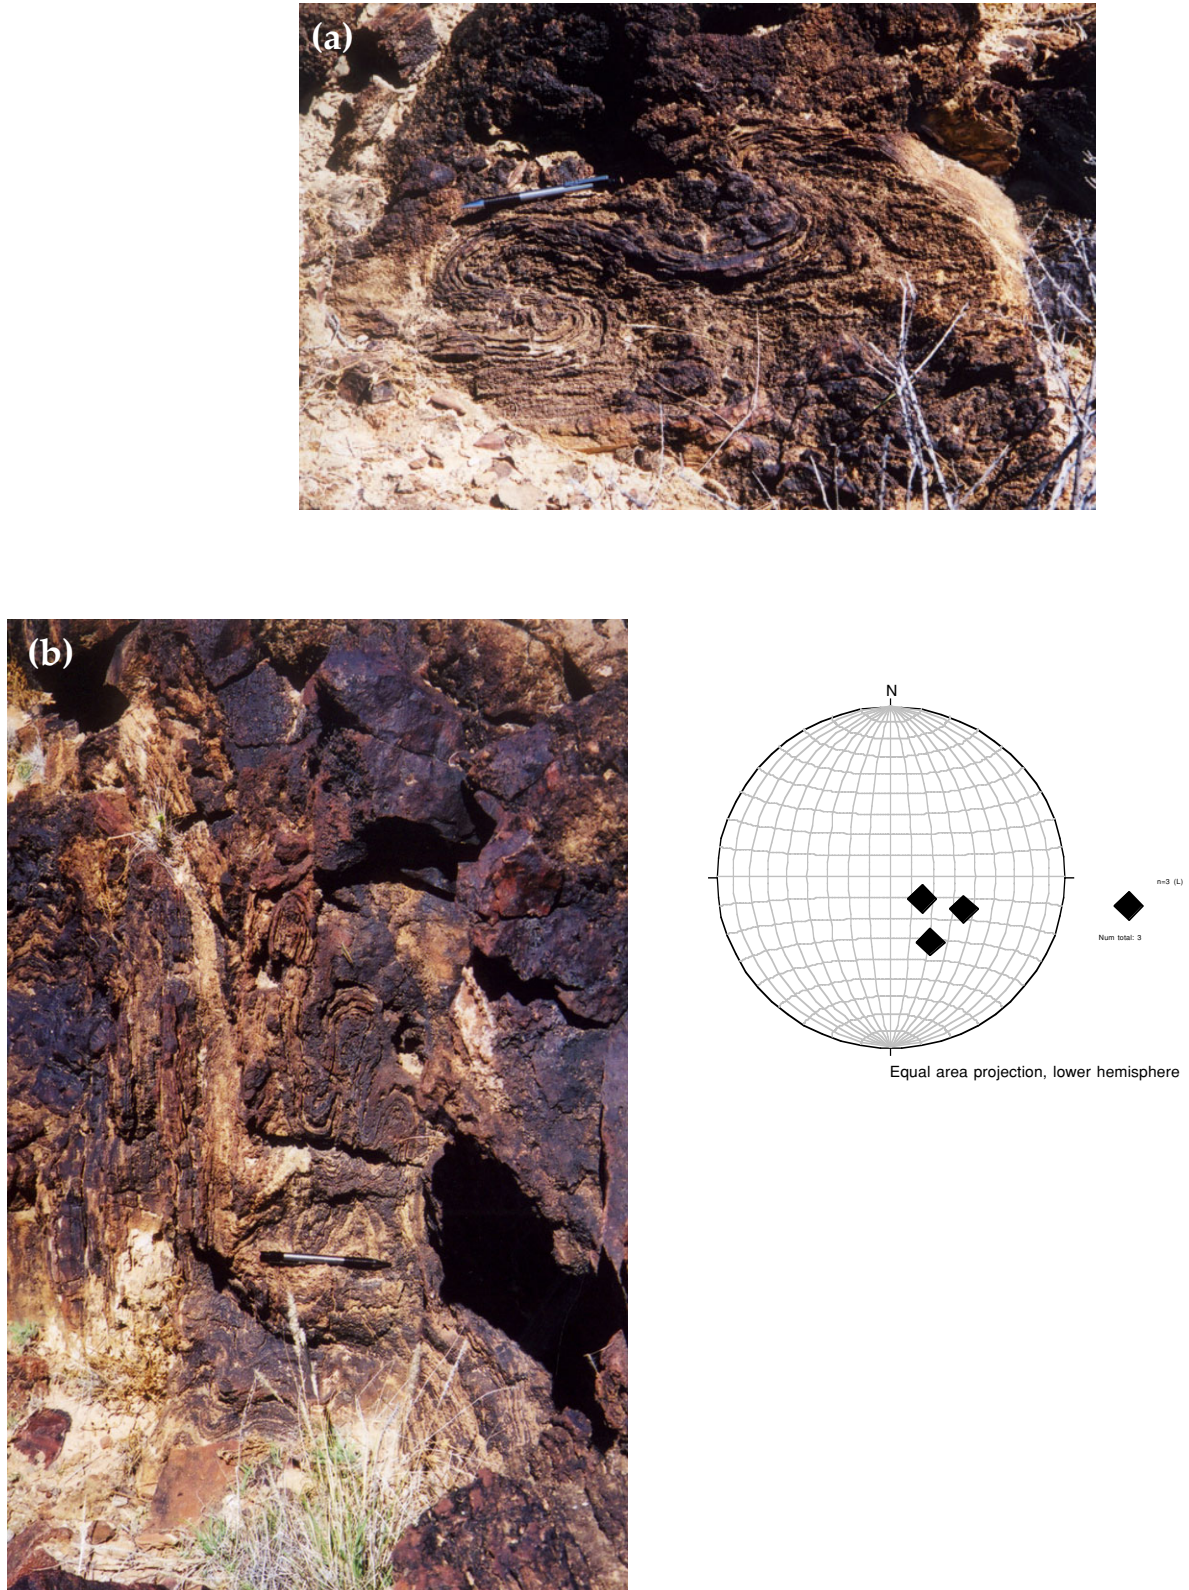 (a)
(b)
N
n=3 (L)
Num total: 3
Equal area projection, lower hemisphere